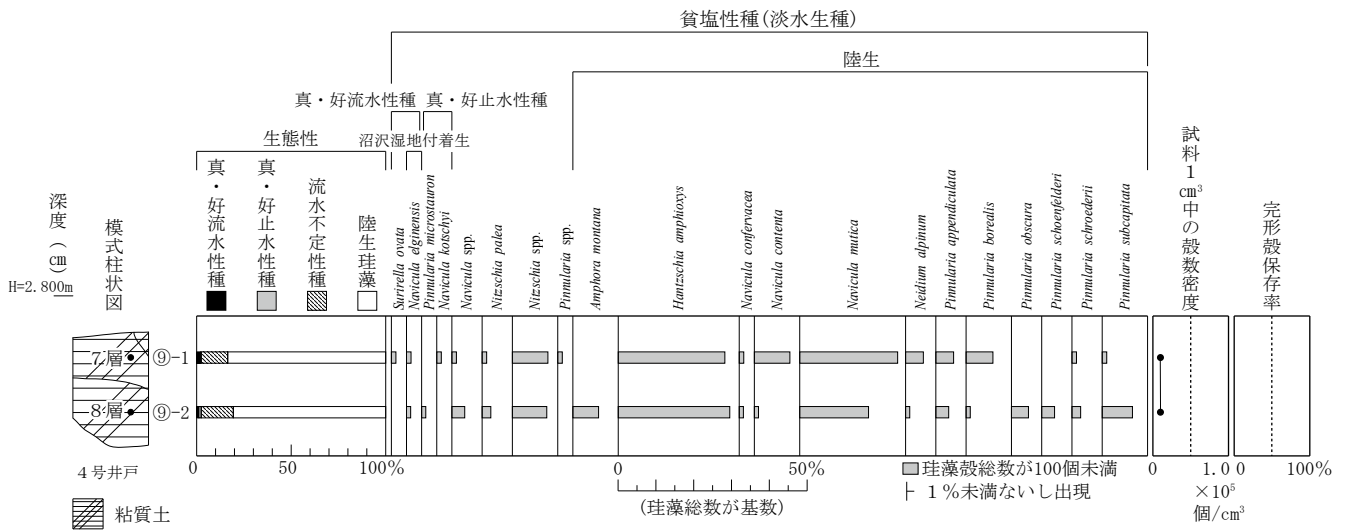 貧塩性種(淡水生種)
陸生
真・好流水性種
真・好止水性種
生態性
沼沢湿地付着生
深度(cm)
H=2.800m
模式柱状図
真・好流水性種
真・好止水性種
流水不定性種
陸生珪藻
Surirella ovata
Navicula elginensis
Pinnularia microstauron
Navicula kotschyi
Navicula spp.
Nitzschia palea
Nitzschia spp.
Pinnularia spp.
Amphora montana
Hantzschia amphioxys
Navicula confervacea
Navicula contenta
Navicula mutica
Neidium alpinum
Pinnularia appendiculata
Pinnularia borealis
Pinnularia obscura
Pinnularia schoenfelderi
Pinnularia schroederii
Pinnularia subcapitata
試料1cm³中の殻数密度
完形殻保存率
7層
⑨-1
8層
⑨-2
4号井戸
0 50 100%
0 50%
(珪藻総数が基数)
珪藻殻総数が100個未満
1%未満ないし出現
0 1.0
×10⁵
個/cm³
0 100%
粘質土